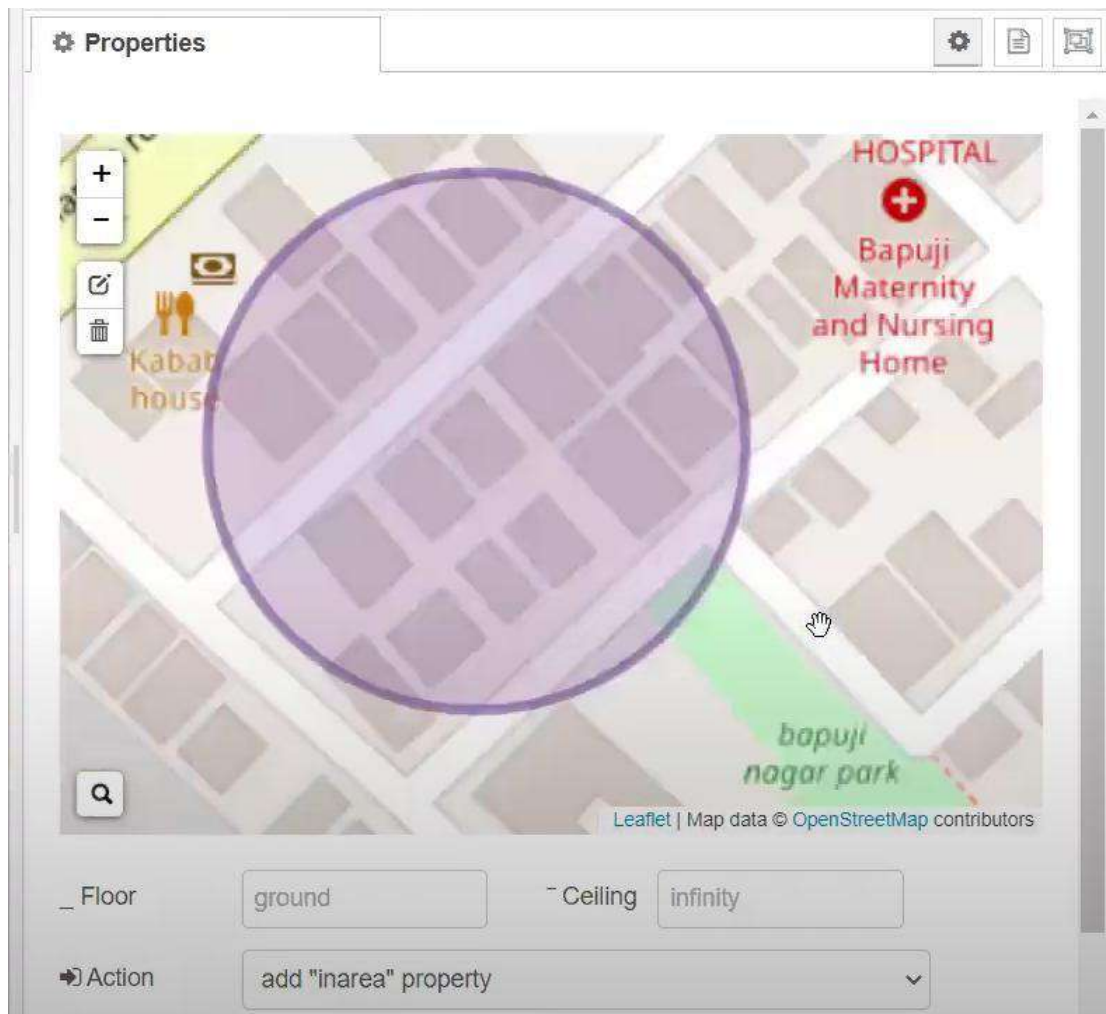 Properties
+
−
HOSPITAL
Bapuji
Maternity
and Nursing
Home
Kabab
house
bapuji
nagar park
Leaflet | Map data © OpenStreetMap contributors
_ Floor
ground
‾ Ceiling
infinity
Action
add "inarea" property